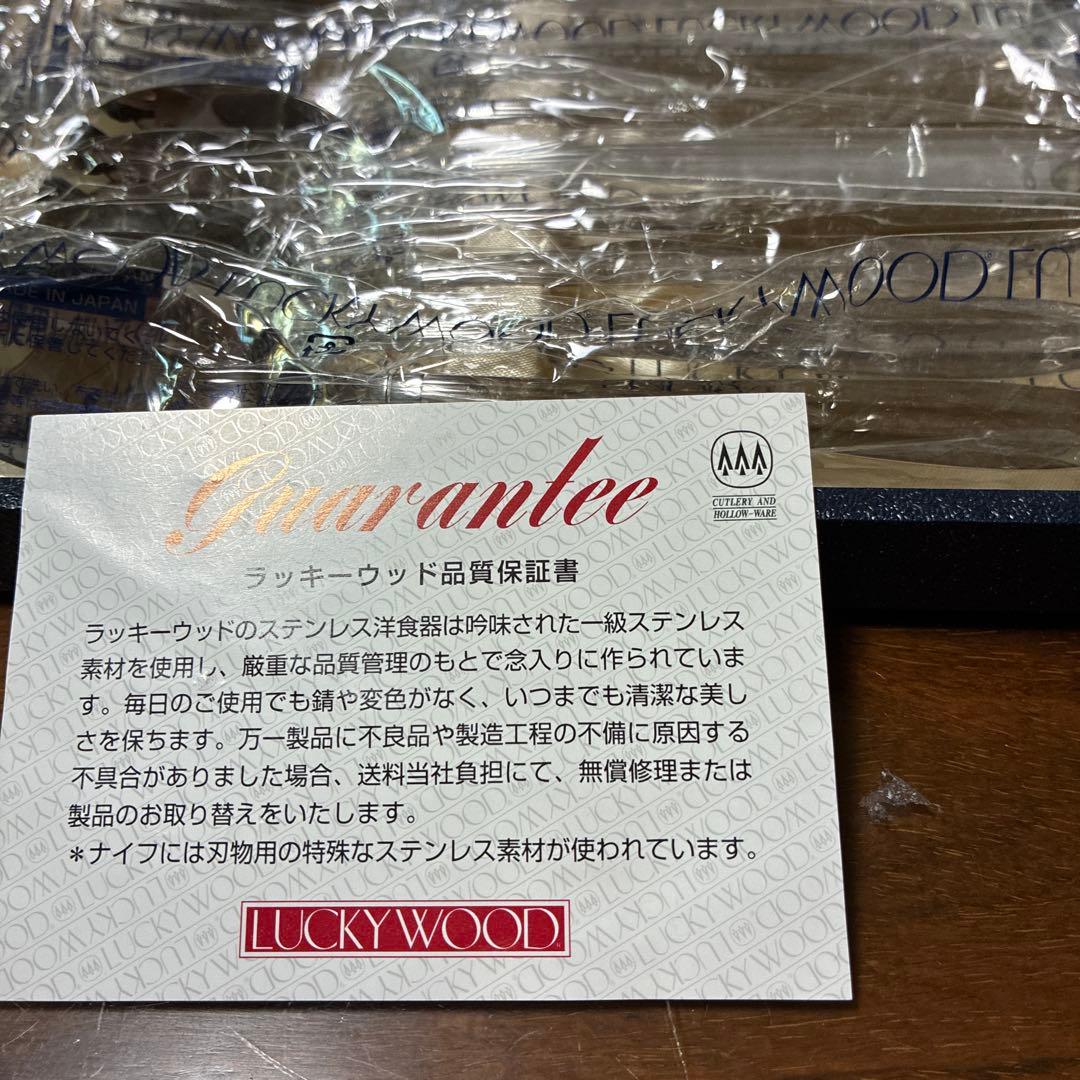 LUCKYWOOD
MADE IN JAPAN
LUCKYWOOD LUCKYWOOD LU
プラ
Guarantee
CUTLERY AND
HOLLOW-WARE
ラッキーウッド品質保証書
ラッキーウッドのステンレス洋食器は吟味された一級ステンレス
素材を使用し、厳重な品質管理のもとで念入りに作られていま
す。毎日のご使用でも錆や変色がなく、いつまでも清潔な美し
さを保ちます。万一製品に不良品や製造工程の不備に原因する
不具合がありました場合、送料当社負担にて、無償修理または
製品のお取り替えをいたします。
＊ナイフには刃物用の特殊なステンレス素材が使われています。
LUCKYWOOD